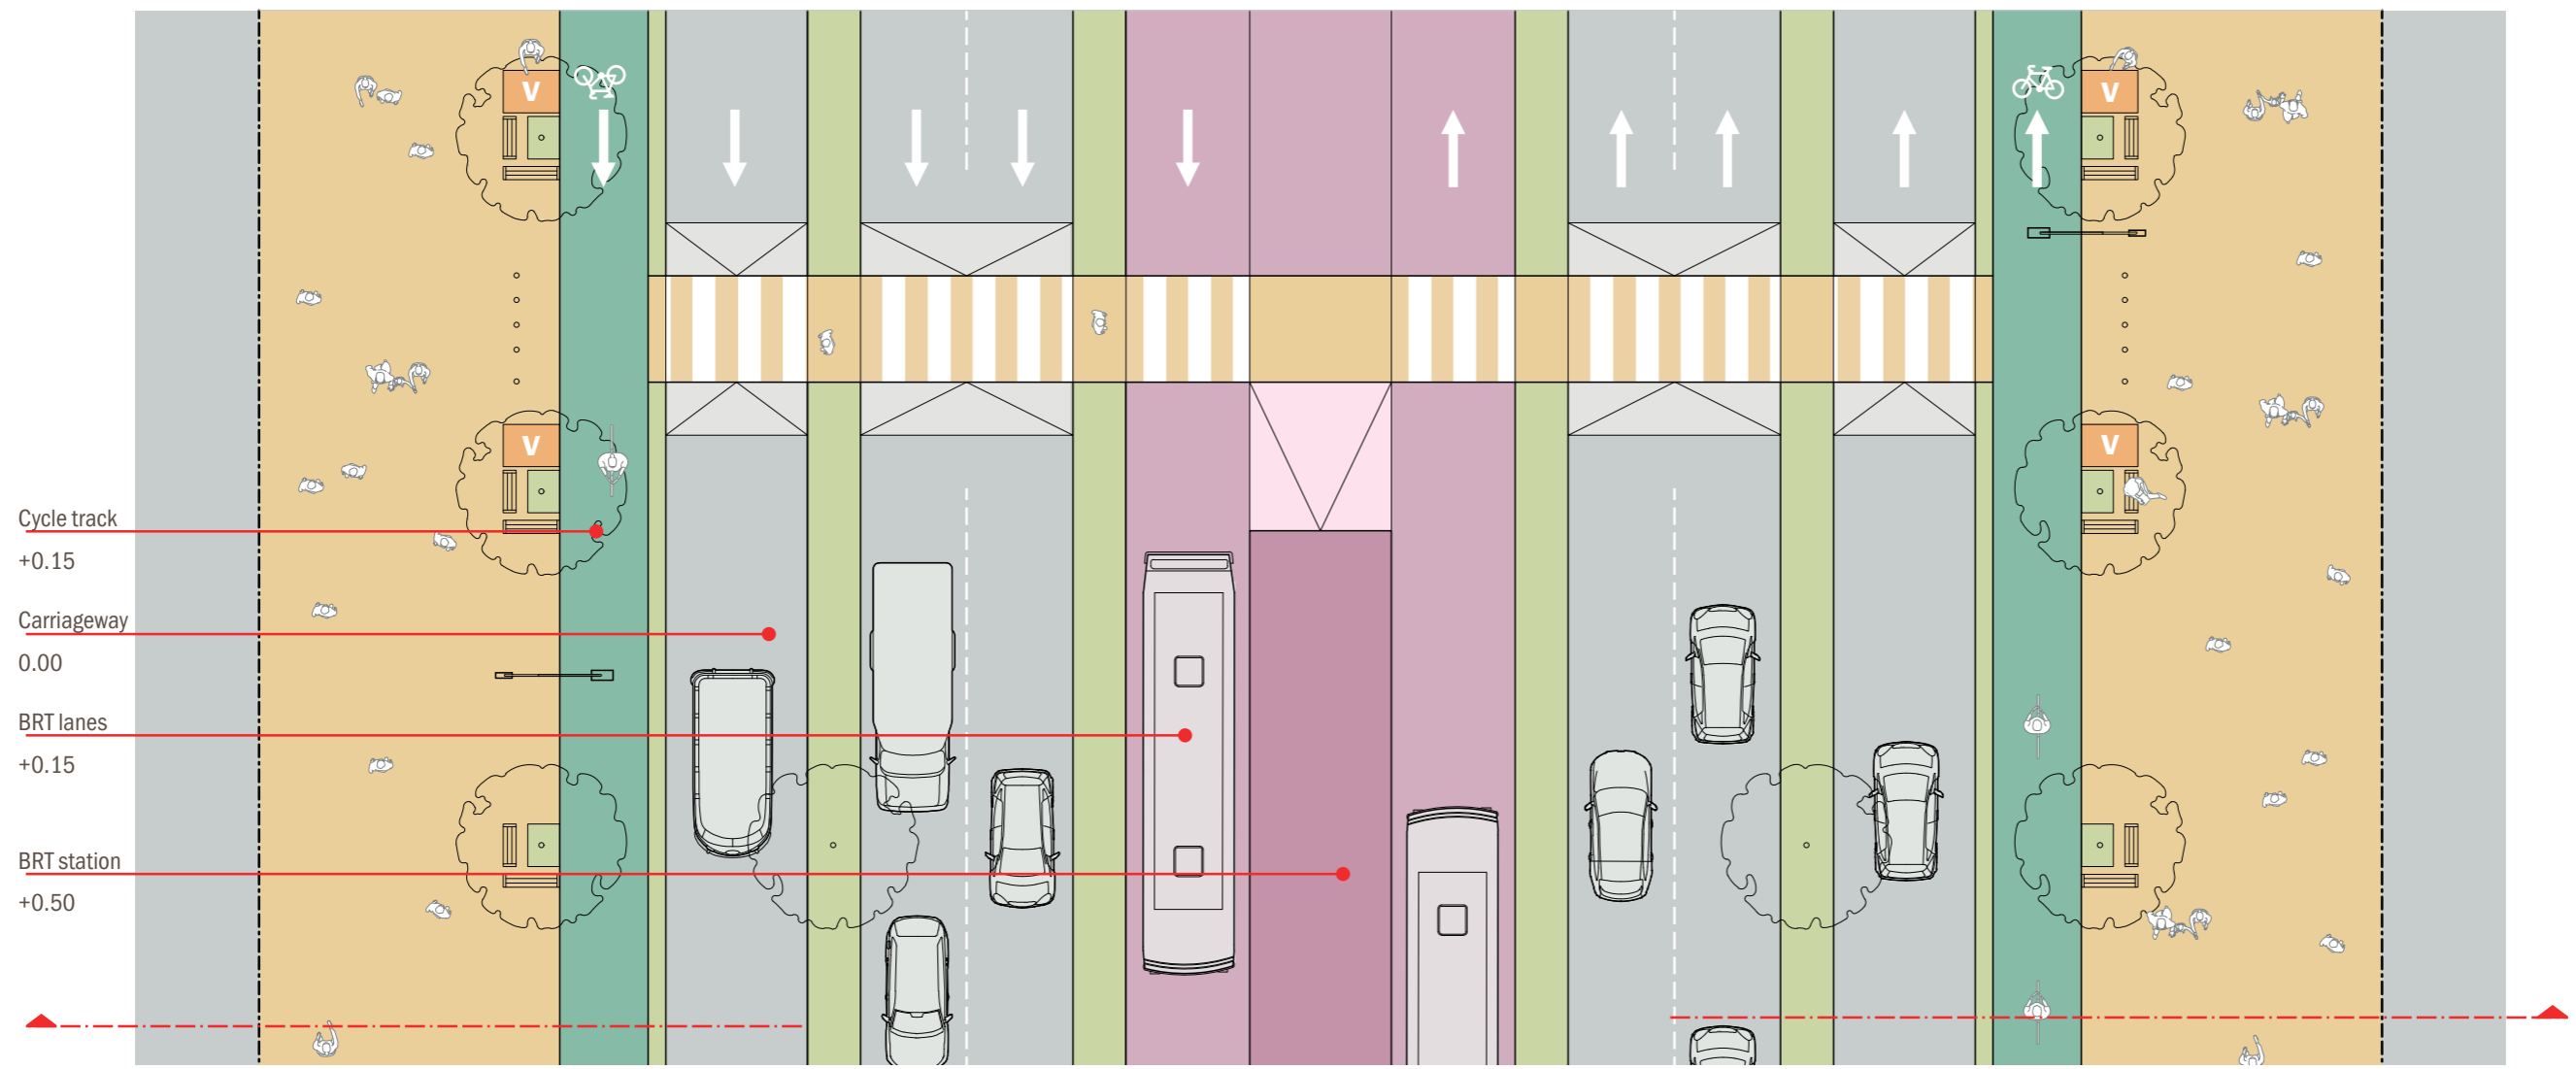 V
V
V
V
Cycle track
+0.15
Carriageway
0.00
BRT lanes
+0.15
BRT station
+0.50